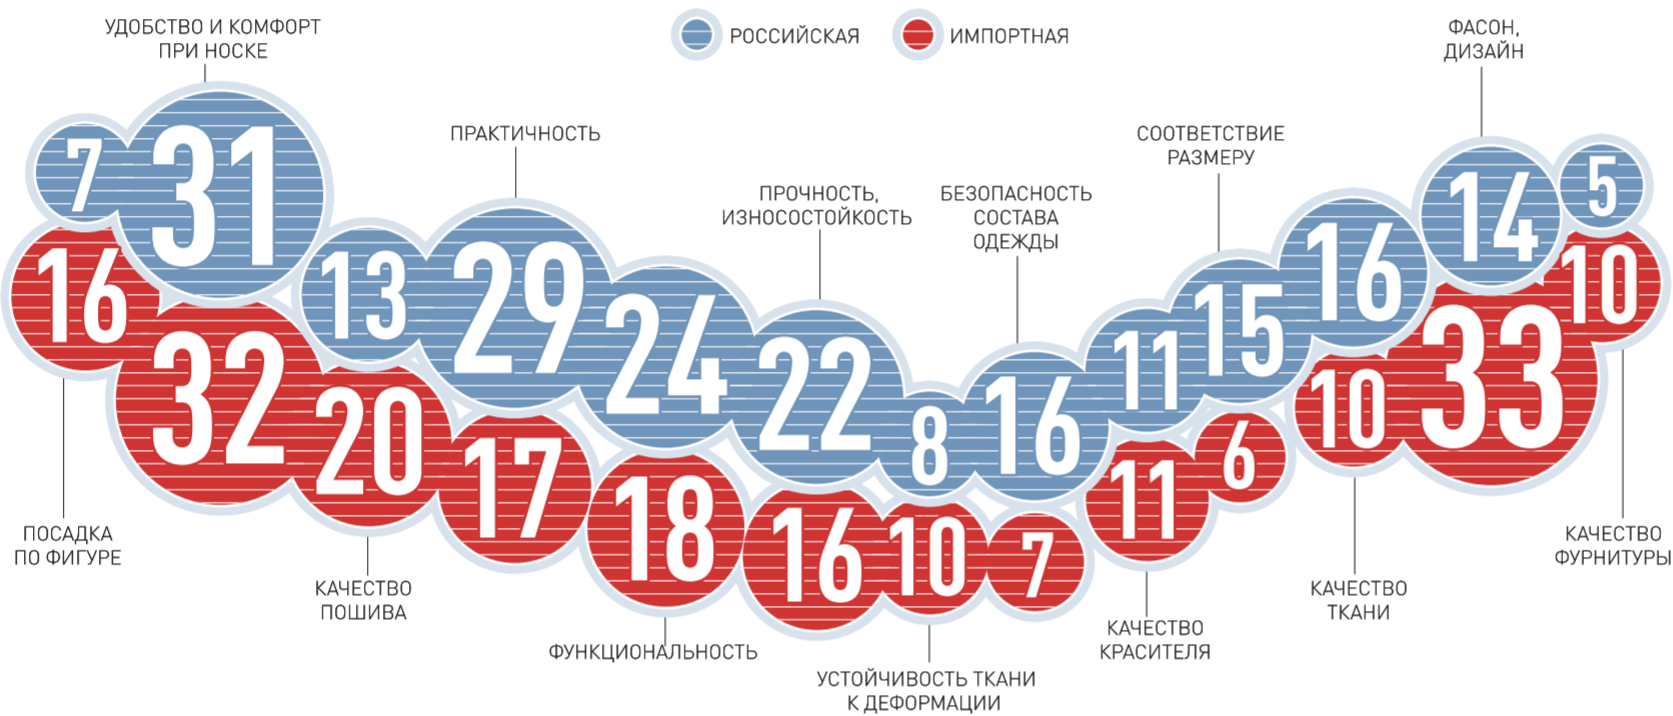 УДОБСТВО И КОМФОРТ
ПРИ НОСКЕ
РОССИЙСКАЯ
ИМПОРТНАЯ
ФАСОН,
ДИЗАЙН
ПРАКТИЧНОСТЬ
СООТВЕТСТВИЕ
РАЗМЕРУ
ПРОЧНОСТЬ,
ИЗНОСОСТОЙКОСТЬ
БЕЗОПАСНОСТЬ
СОСТАВА
ОДЕЖДЫ
7
31
13
29
24
22
8
16
11
15
16
14
5
16
32
20
17
18
16
10
7
11
6
10
33
10
ПОСАДКА
ПО ФИГУРЕ
КАЧЕСТВО
ПОШИВА
ФУНКЦИОНАЛЬНОСТЬ
УСТОЙЧИВОСТЬ ТКАНИ
К ДЕФОРМАЦИИ
КАЧЕСТВО
КРАСИТЕЛЯ
КАЧЕСТВО
ТКАНИ
КАЧЕСТВО
ФУРНИТУРЫ